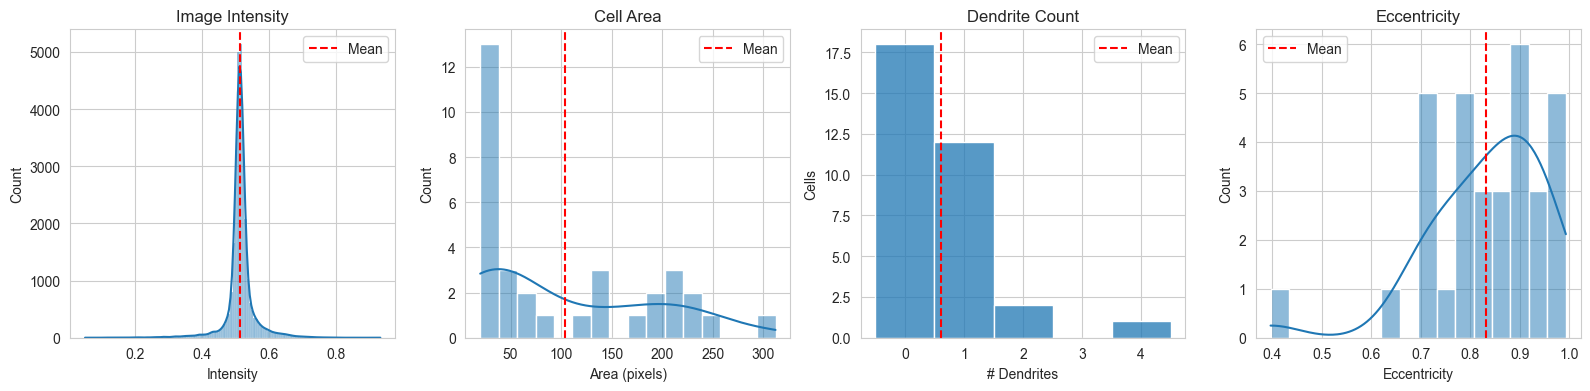 Image Intensity
Mean
5000
4000
3000
2000
1000
0
Count
0.2 0.4 0.6 0.8
Intensity
Cell Area
Mean
12
10
8
6
4
2
0
Count
50 100 150 200 250 300
Area (pixels)
Dendrite Count
Mean
17.5
15.0
12.5
10.0
7.5
5.0
2.5
0.0
Cells
0 1 2 3 4
# Dendrites
Eccentricity
Mean
6
5
4
3
2
1
0
Count
0.4 0.5 0.6 0.7 0.8 0.9 1.0
Eccentricity